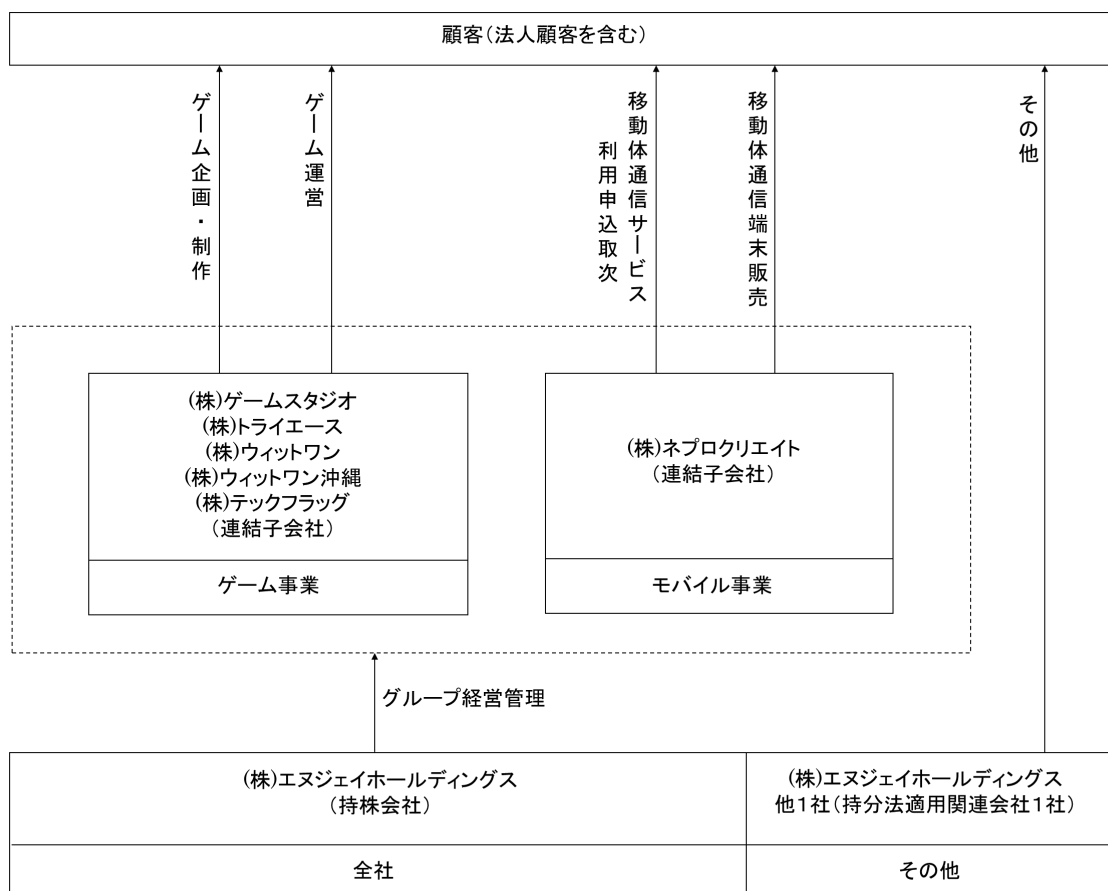 顧客(法人顧客を含む)
ゲーム企画・制作
ゲーム運営
移動体通信サービス
利用申込取次
移動体通信端末販売
その他
(株)ゲームスタジオ
(株)トライエース
(株)ウィットワン
(株)ウィットワン沖縄
(株)テックフラッグ
(連結子会社)
ゲーム事業
(株)ネプロクリエイト
(連結子会社)
モバイル事業
グループ経営管理
(株)エヌジェイホールディングス
(持株会社)
全社
(株)エヌジェイホールディングス
他1社(持分法適用関連会社1社)
その他